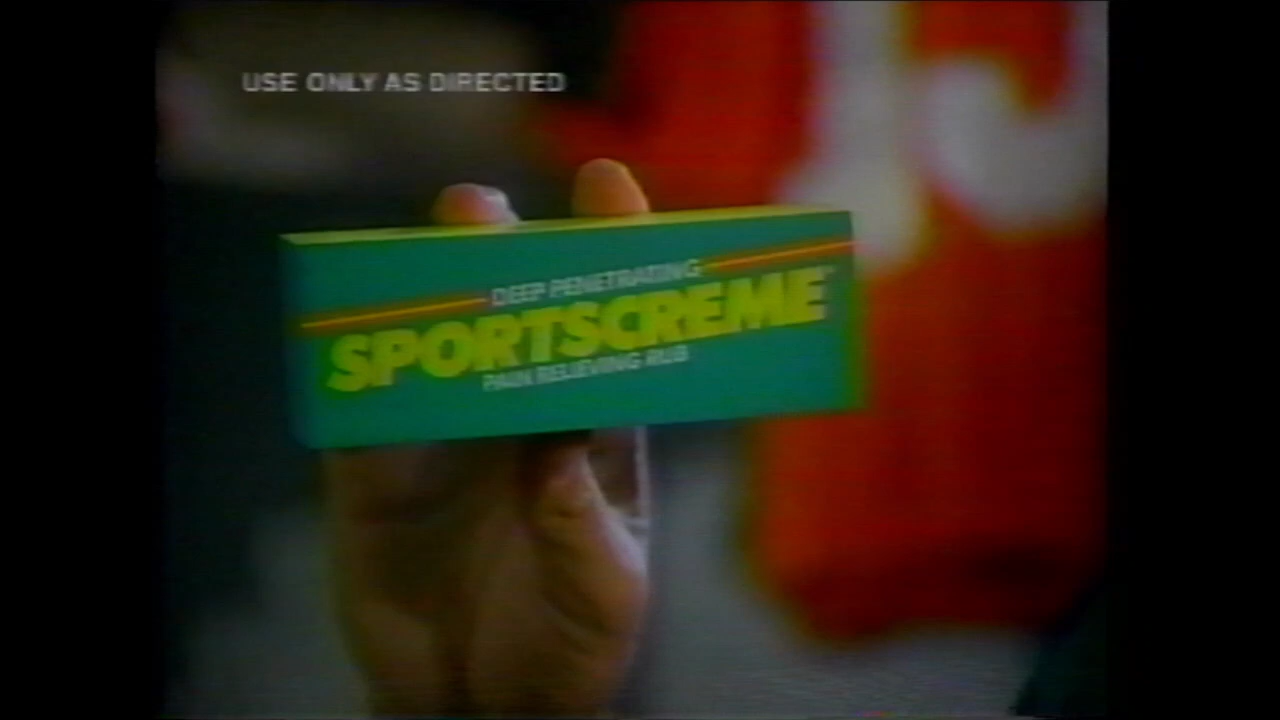 USE ONLY AS DIRECTED
DEEP PENETRATING
SPORTSCREME
PAIN RELIEVING RUB